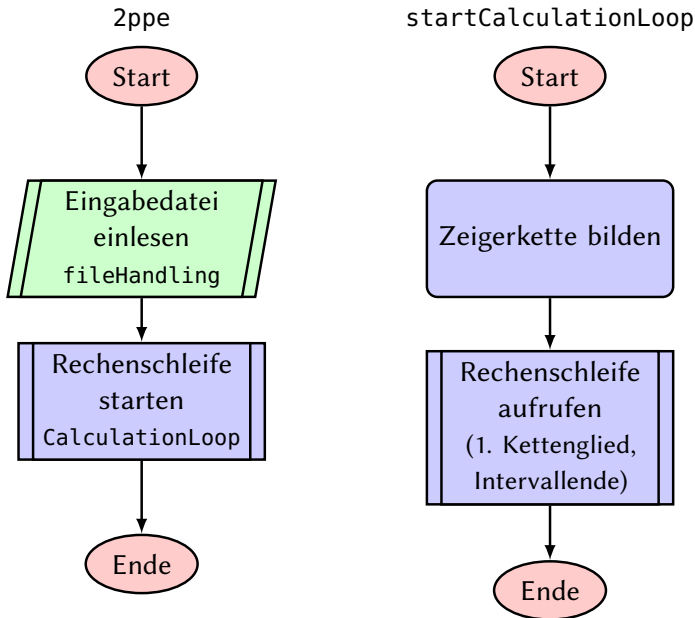 2ppe
Start
Eingabedatei
einlesen
fileHandling
Rechenschleife
starten
CalculationLoop
Ende
startCalculationLoop
Start
Zeigerkette bilden
Rechenschleife
aufrufen
(1. Kettenglied,
Intervallende)
Ende